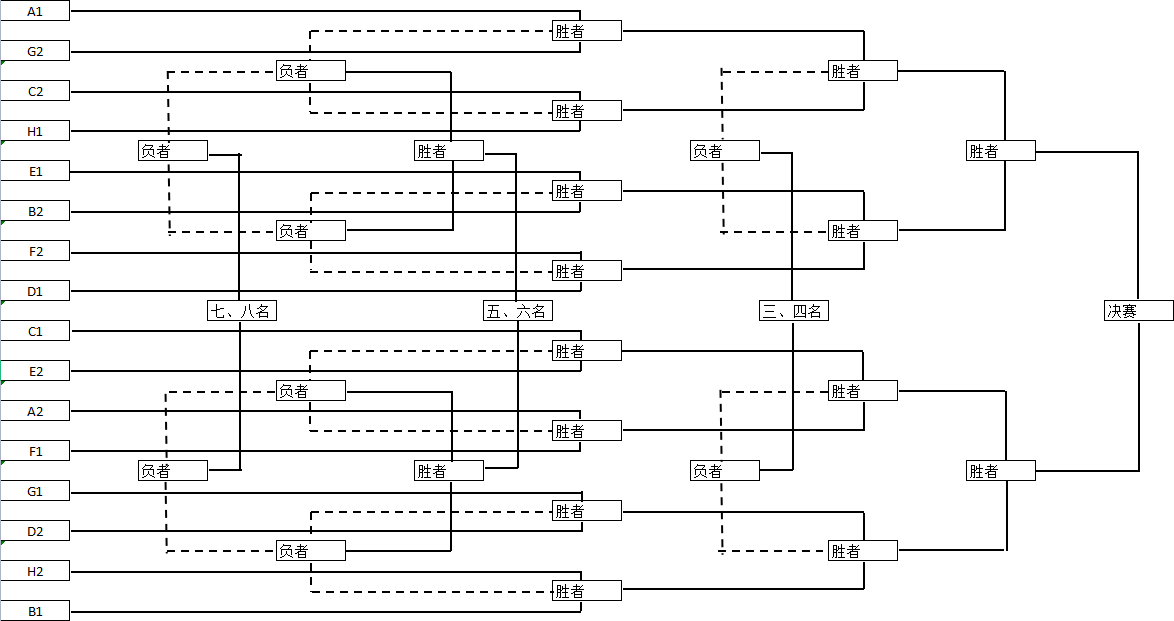 A1
胜者
G2
负者
胜者
C2
胜者
H1
负者
胜者
负者
胜者
E1
胜者
B2
负者
胜者
F2
胜者
D1
七、八名
五、六名
三、四名
决赛
C1
胜者
E2
负者
胜者
A2
胜者
F1
负者
胜者
负者
胜者
G1
胜者
D2
负者
胜者
H2
胜者
B1